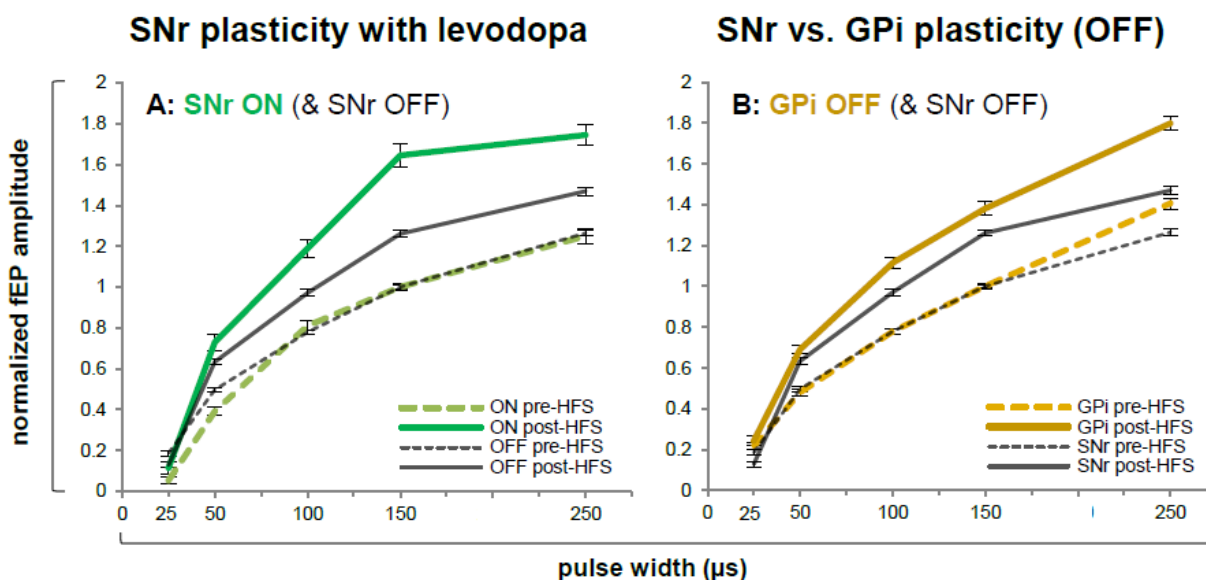 SNr plasticity with levodopa
SNr vs. GPi plasticity (OFF)
normalized fEP amplitude
A: SNr ON (& SNr OFF)
2
1.8
1.6
1.4
1.2
1
0.8
0.6
0.4
0.2
0
ON pre-HFS
ON post-HFS
OFF pre-HFS
OFF post-HFS
0 25 50 100 150 250
B: GPi OFF (& SNr OFF)
2
1.8
1.6
1.4
1.2
1
0.8
0.6
0.4
0.2
0
GPi pre-HFS
GPi post-HFS
SNr pre-HFS
SNr post-HFS
0 25 50 100 150 250
pulse width (µs)